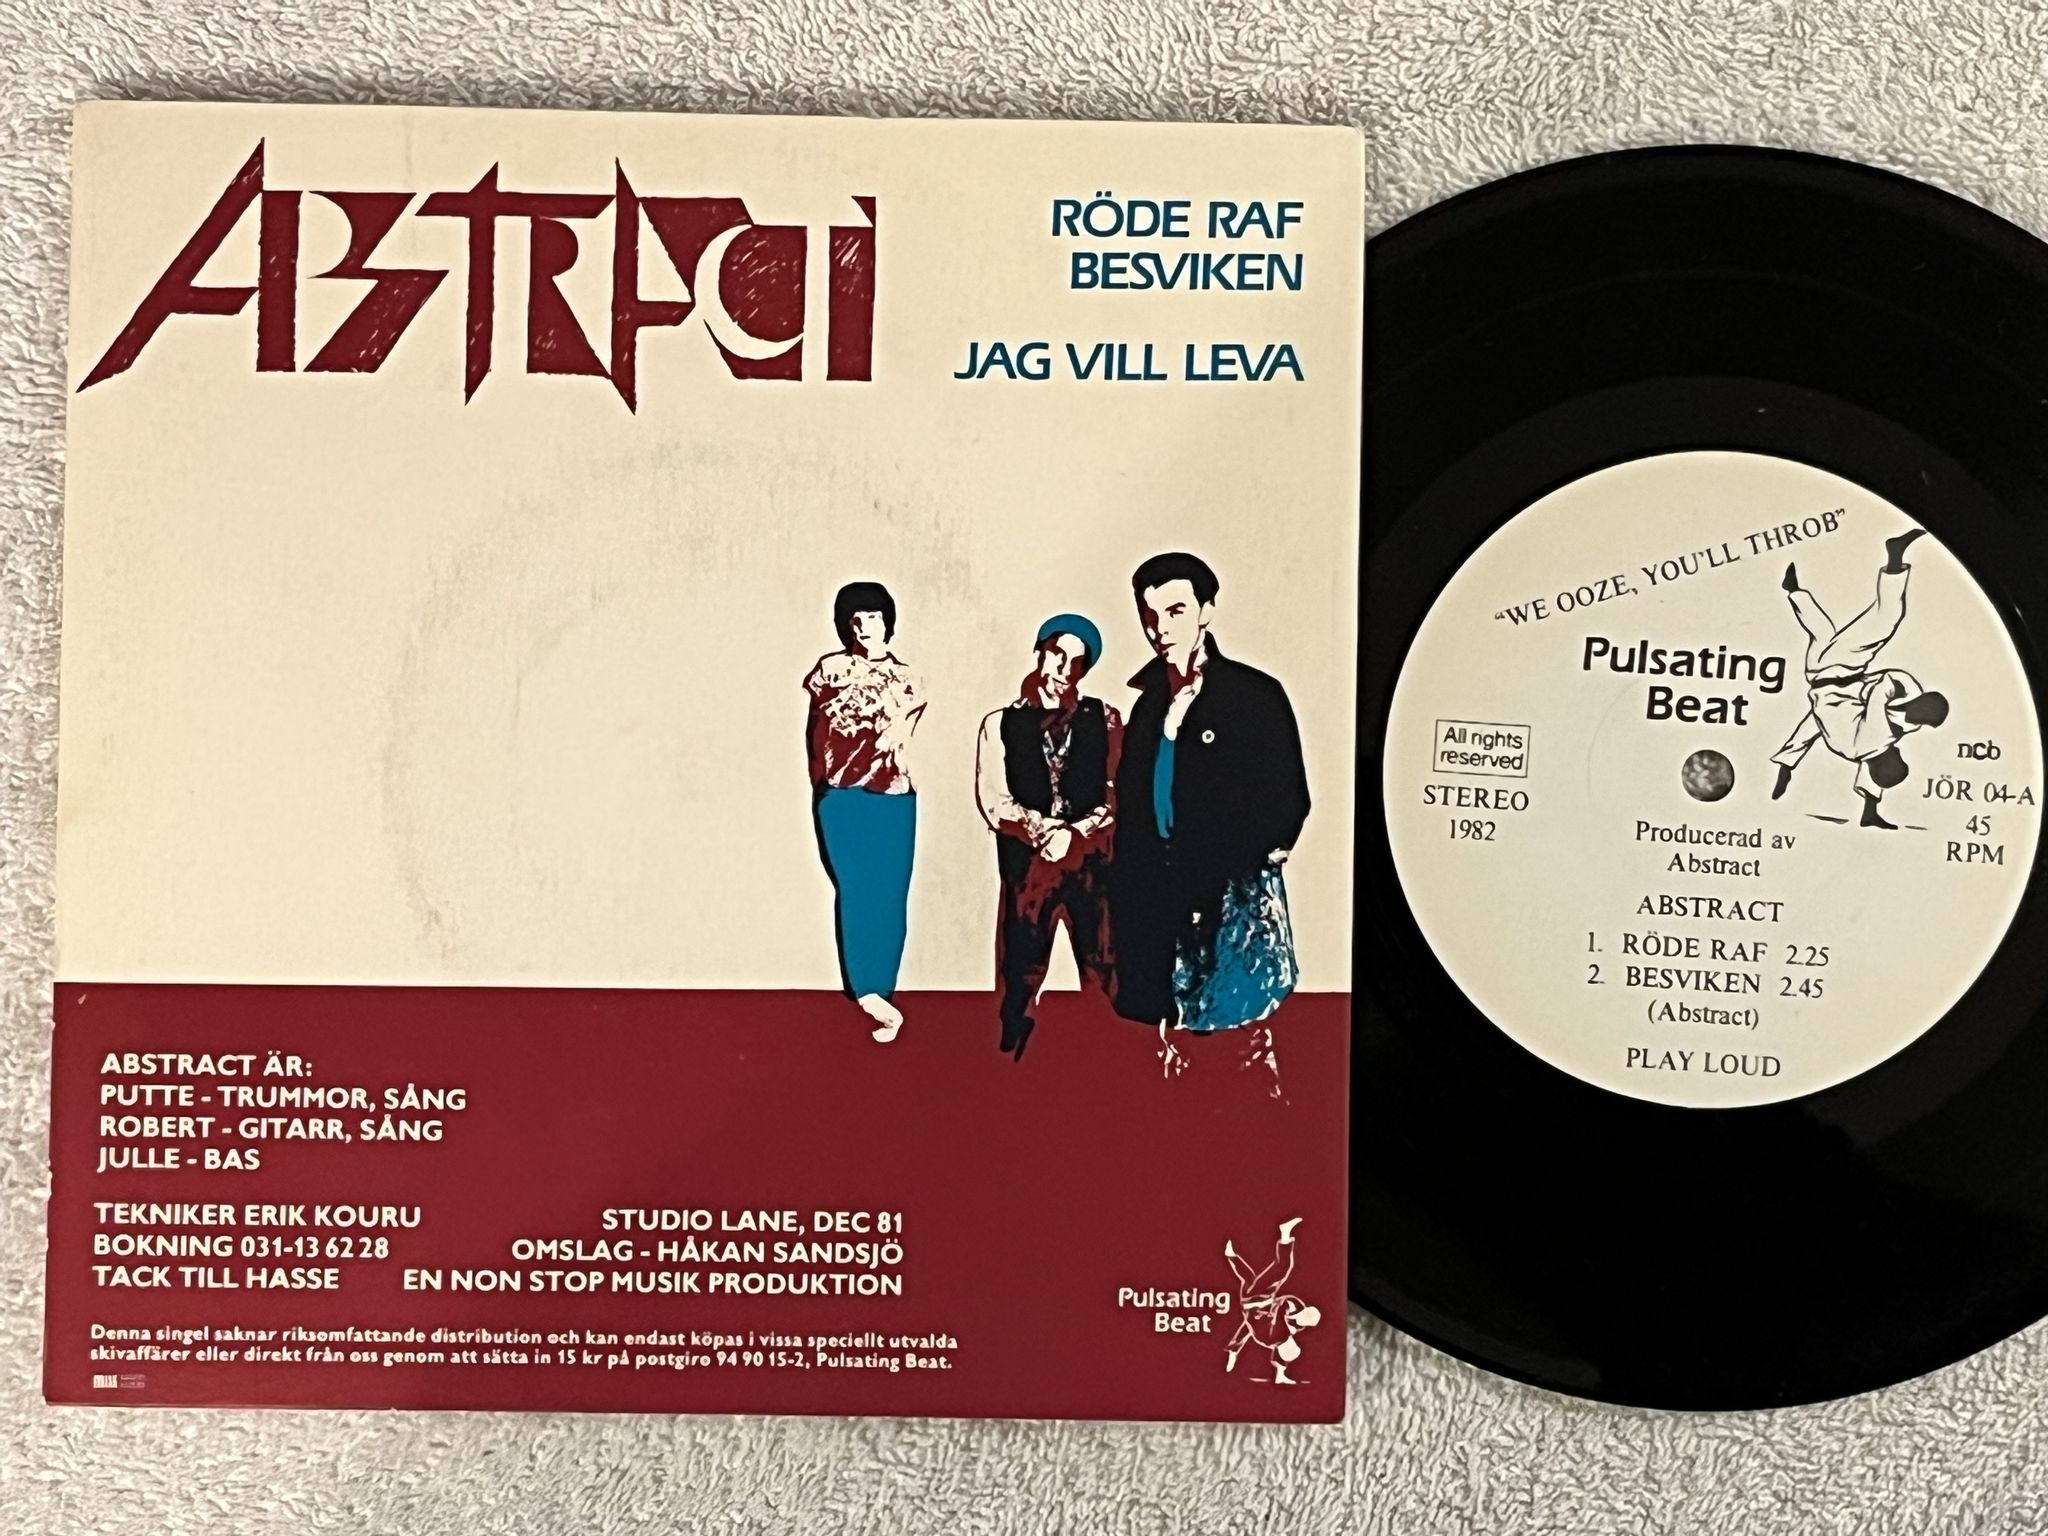 ABSTRACT
RÖDE RAF
BESVIKEN
JAG VILL LEVA
ABSTRACT ÄR:
PUTTE - TRUMMOR, SÅNG
ROBERT - GITARR, SÅNG
JULLE - BAS
TEKNIKER ERIK KOURU
BOKNING 031-13 62 28
TACK TILL HASSE
STUDIO LANE, DEC 81
OMSLAG - HÅKAN SANDSJÖ
EN NON STOP MUSIK PRODUKTION
Denna singel saknar riksomfattande distribution och kan endast köpas i vissa speciellt utvalda
skivaffärer eller direkt från oss genom att sätta in 15 kr på postgiro 94 90 15-2, Pulsating Beat.
Pulsating
Beat
"WE OOZE, YOU'LL THROB"
Pulsating
Beat
All rights
reserved
STEREO
1982
ncb
JÖR 04-A
45
RPM
Producerad av
Abstract
ABSTRACT
1. RÖDE RAF 2.25
2. BESVIKEN 2.45
(Abstract)
PLAY LOUD